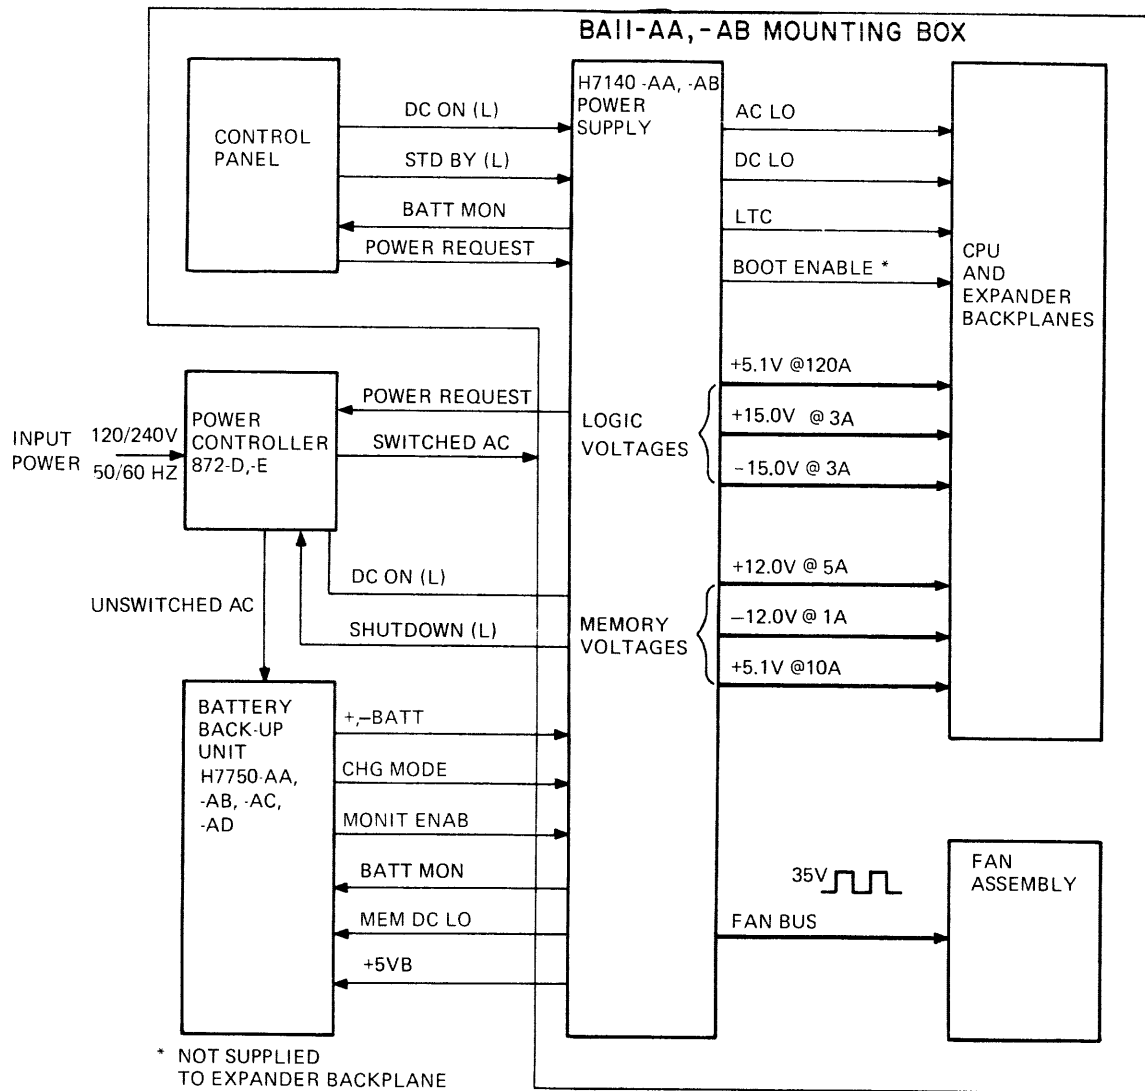 BA11-AA, -AB MOUNTING BOX
CONTROL
PANEL
DC ON (L)
STD BY (L)
BATT MON
POWER REQUEST
H7140 -AA, -AB
POWER
SUPPLY
AC LO
DC LO
LTC
BOOT ENABLE *
CPU
AND
EXPANDER
BACKPLANES
INPUT
POWER
120/240V
50/60 HZ
POWER
CONTROLLER
872-D,-E
POWER REQUEST
SWITCHED AC
LOGIC
VOLTAGES
+5.1V @120A
+15.0V @ 3A
-15.0V @ 3A
UNSWITCHED AC
DC ON (L)
SHUTDOWN (L)
MEMORY
VOLTAGES
+12.0V @ 5A
-12.0V @ 1A
+5.1V @10A
BATTERY
BACK-UP
UNIT
H7750-AA,
-AB, -AC,
-AD
+,-BATT
CHG MODE
MONIT ENAB
BATT MON
MEM DC LO
+5VB
35V
FAN BUS
FAN
ASSEMBLY
* NOT SUPPLIED
TO EXPANDER BACKPLANE